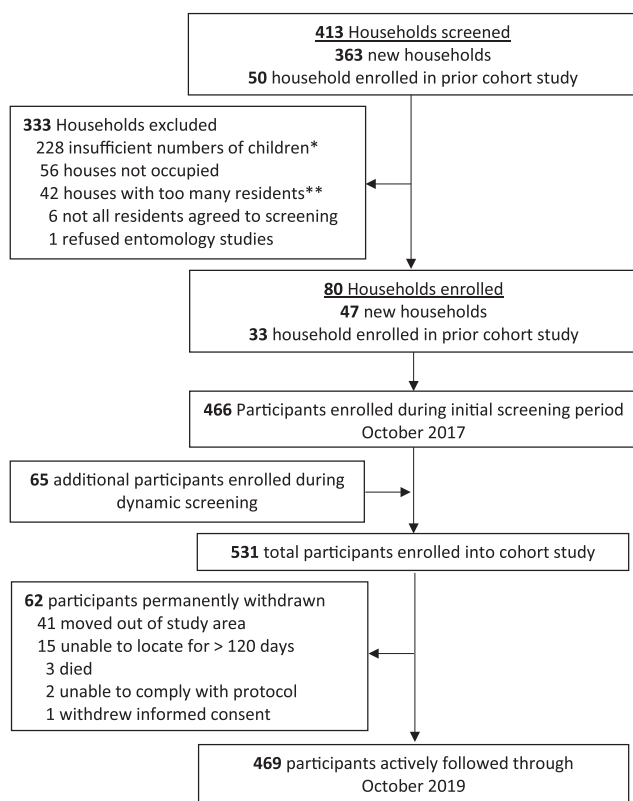 413 Households screened
363 new households
50 household enrolled in prior cohort study
333 Households excluded
228 insufficient numbers of children*
56 houses not occupied
42 houses with too many residents**
6 not all residents agreed to screening
1 refused entomology studies
80 Households enrolled
47 new households
33 household enrolled in prior cohort study
466 Participants enrolled during initial screening period
October 2017
65 additional participants enrolled during
dynamic screening
531 total participants enrolled into cohort study
62 participants permanently withdrawn
41 moved out of study area
15 unable to locate for > 120 days
3 died
2 unable to comply with protocol
1 withdrew informed consent
469 participants actively followed through
October 2019